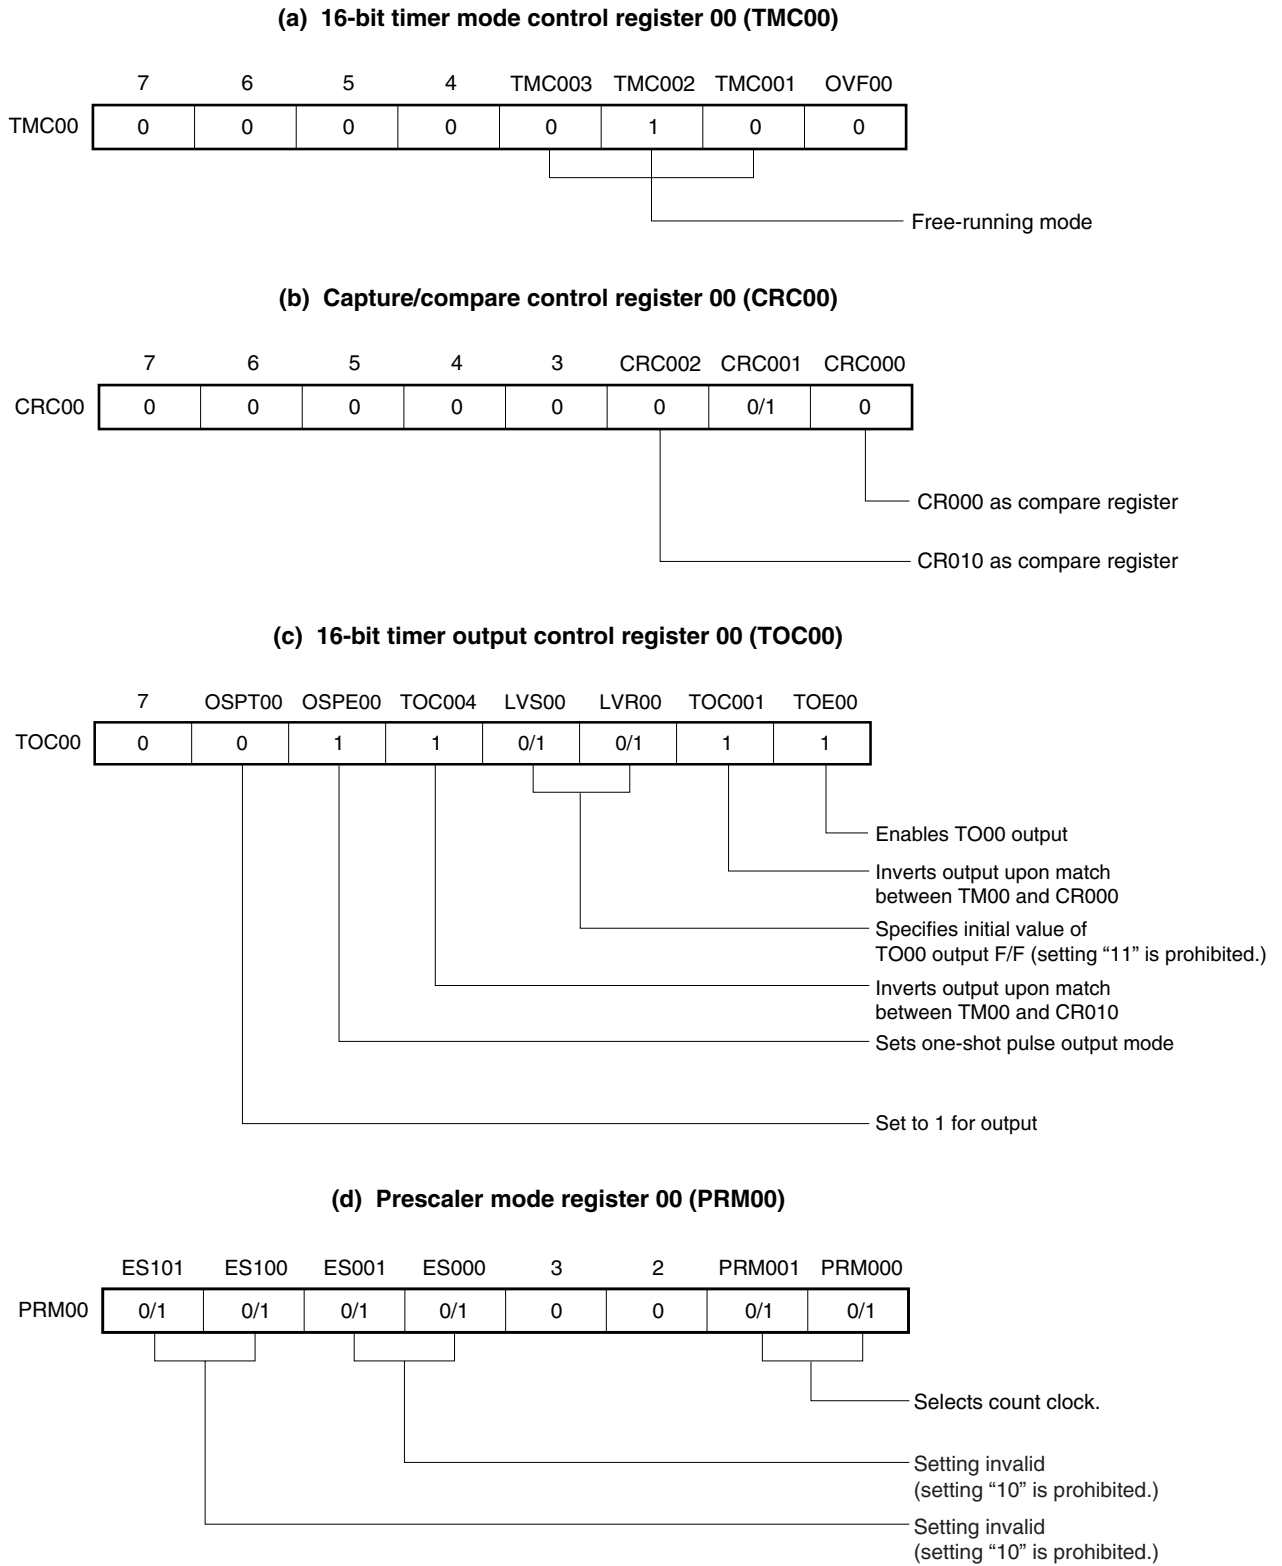 (a) 16-bit timer mode control register 00 (TMC00)
7 6 5 4 TMC003 TMC002 TMC001 OVF00
TMC00 0 0 0 0 0 1 0 0
Free-running mode
(b) Capture/compare control register 00 (CRC00)
7 6 5 4 3 CRC002 CRC001 CRC000
CRC00 0 0 0 0 0 0 0/1 0
CR000 as compare register
CR010 as compare register
(c) 16-bit timer output control register 00 (TOC00)
7 OSPT00 OSPE00 TOC004 LVS00 LVR00 TOC001 TOE00
TOC00 0 0 1 1 0/1 0/1 1 1
Enables TO00 output
Inverts output upon match
between TM00 and CR000
Specifies initial value of
TO00 output F/F (setting “11” is prohibited.)
Inverts output upon match
between TM00 and CR010
Sets one-shot pulse output mode
Set to 1 for output
(d) Prescaler mode register 00 (PRM00)
ES101 ES100 ES001 ES000 3 2 PRM001 PRM000
PRM00 0/1 0/1 0/1 0/1 0 0 0/1 0/1
Selects count clock.
Setting invalid
(setting “10” is prohibited.)
Setting invalid
(setting “10” is prohibited.)